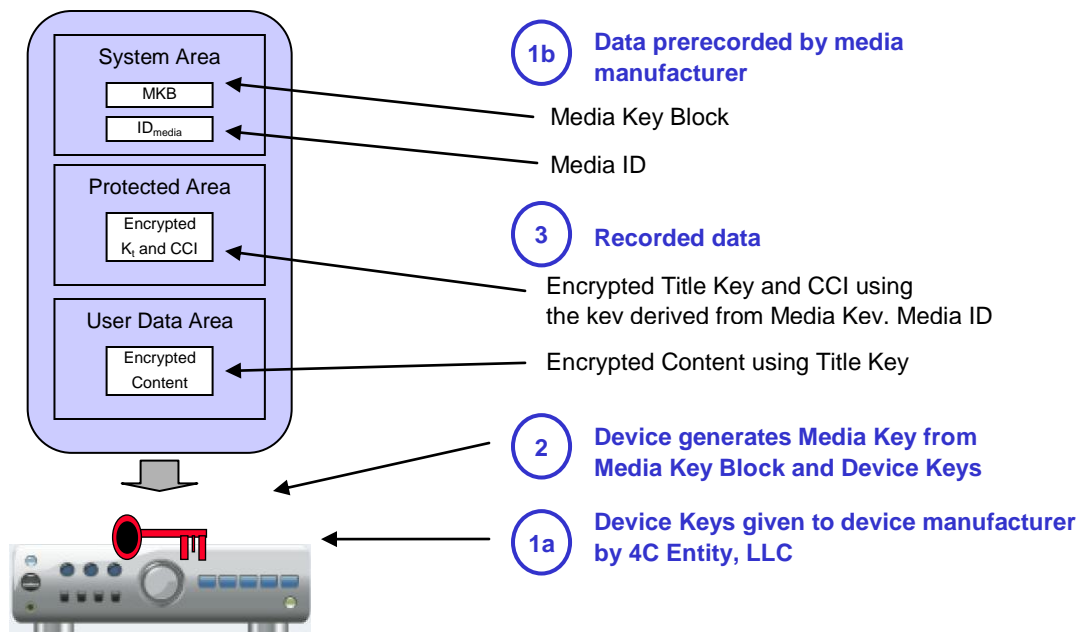 System Area
MKB
IDmedia
Protected Area
Encrypted
Kt and CCI
User Data Area
Encrypted
Content
1b
Data prerecorded by media
manufacturer
Media Key Block
Media ID
3
Recorded data
Encrypted Title Key and CCI using
the kev derived from Media Kev. Media ID
Encrypted Content using Title Key
2
Device generates Media Key from
Media Key Block and Device Keys
1a
Device Keys given to device manufacturer
by 4C Entity, LLC